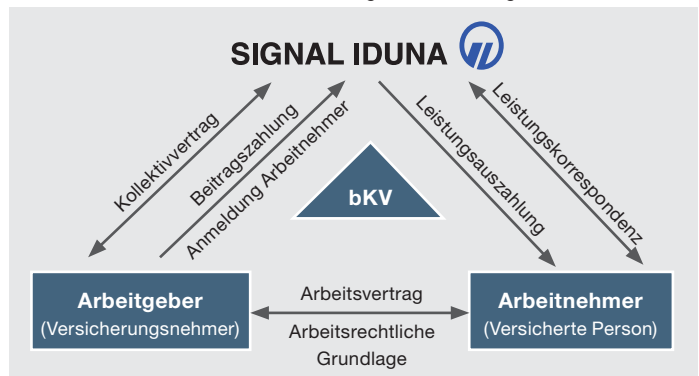 SIGNAL IDUNA
Kollektivvertrag
Beitragszahlung
Anmeldung Arbeitnehmer
Leistungsauszahlung
Leistungskorrespondenz
bKV
Arbeitgeber
(Versicherungsnehmer)
Arbeitsvertrag
Arbeitsrechtliche
Grundlage
Arbeitnehmer
(Versicherte Person)